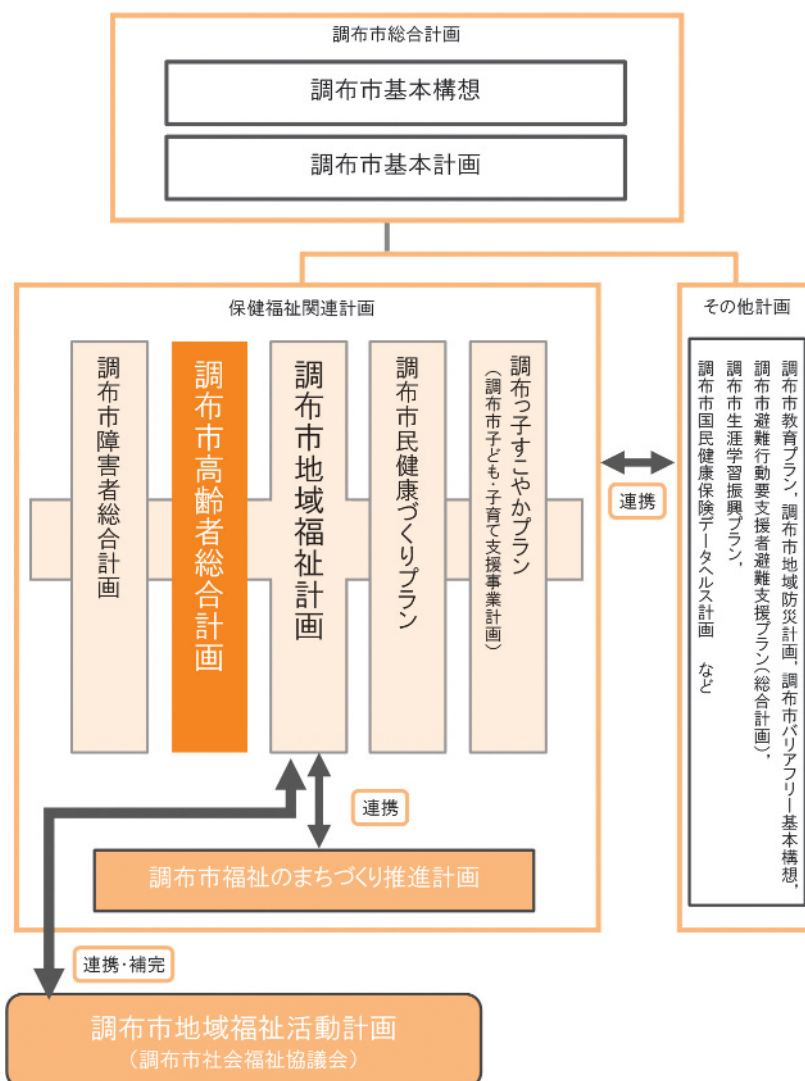 調布市総合計画
調布市基本構想
調布市基本計画
保健福祉関連計画
調布市障害者総合計画
調布市高齢者総合計画
調布市地域福祉計画
調布市民健康づくりプラン
調布っ子すこやかプラン
（調布市子ども・子育て支援事業計画）
連携
調布市福祉のまちづくり推進計画
連携
その他計画
調布市教育プラン，調布市地域防災計画，調布市バリアフリー基本構想，
調布市避難行動要支援者避難支援プラン（総合計画），
調布市生涯学習振興プラン，
調布市国民健康保険データヘルス計画　など
連携・補完
調布市地域福祉活動計画
（調布市社会福祉協議会）